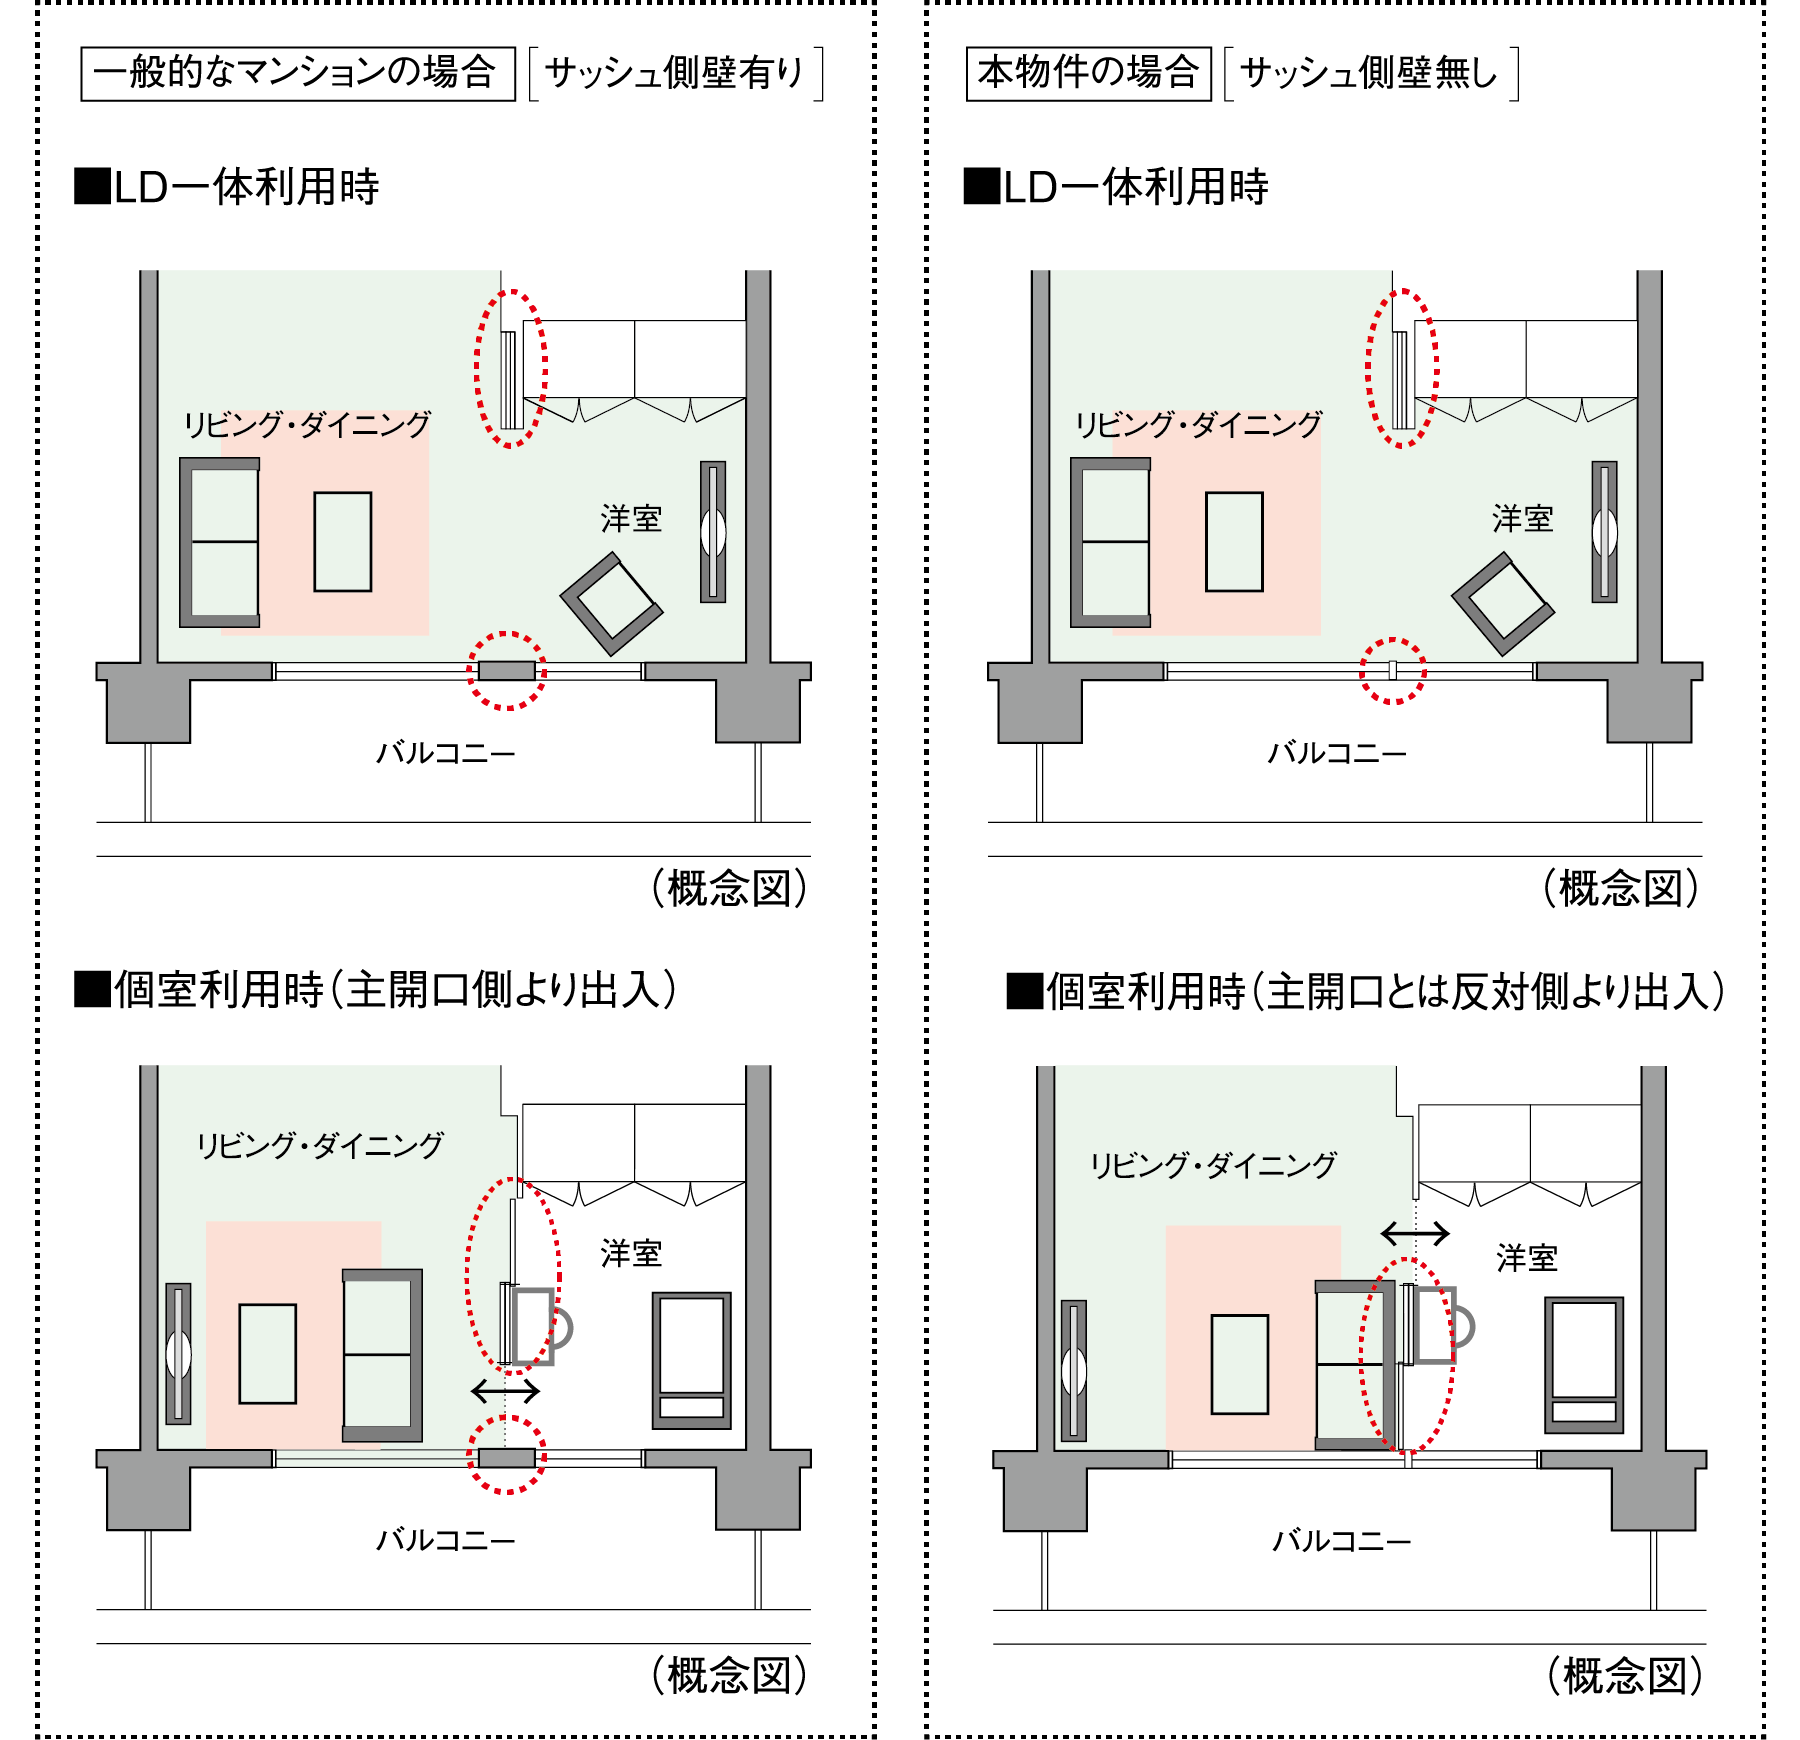 一般的なマンションの場合 [サッシュ側壁有り]
■LD一体利用時
リビング・ダイニング
洋室
バルコニー
（概念図）
■個室利用時（主開口側より出入）
リビング・ダイニング
洋室
バルコニー
（概念図）
本物件の場合 [サッシュ側壁無し]
■LD一体利用時
リビング・ダイニング
洋室
バルコニー
（概念図）
■個室利用時（主開口とは反対側より出入）
リビング・ダイニング
洋室
バルコニー
（概念図）